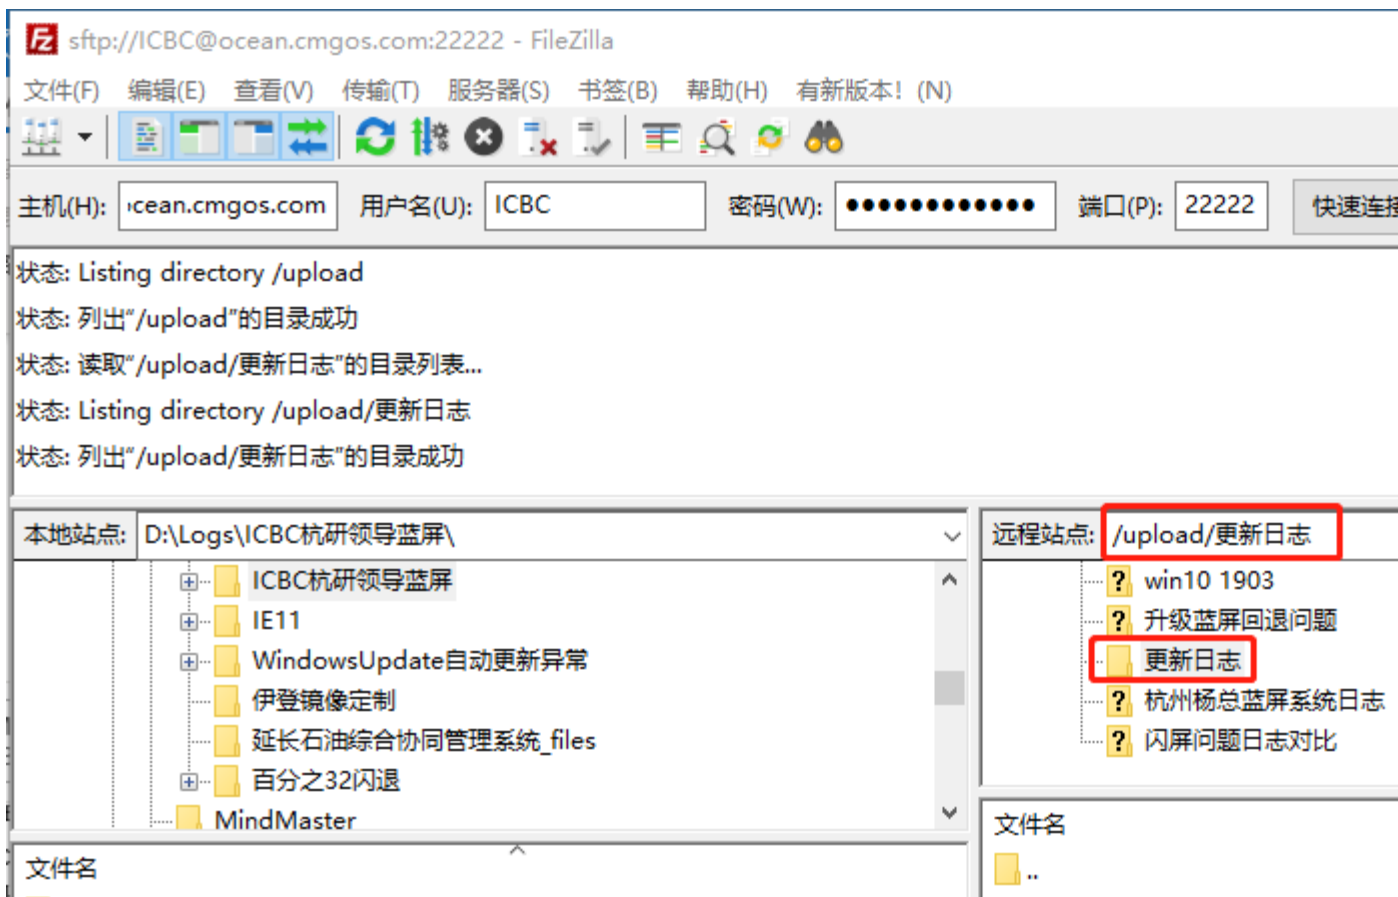 sftp://ICBC@ocean.cmgos.com:22222 - FileZilla
文件(F) 编辑(E) 查看(V) 传输(T) 服务器(S) 书签(B) 帮助(H) 有新版本！(N)
主机(H): ocean.cmgos.com 用户名(U): ICBC 密码(W): ●●●●●●●●●●●● 端口(P): 22222 快速连接
状态: Listing directory /upload
状态: 列出“/upload”的目录成功
状态: 读取“/upload/更新日志”的目录列表...
状态: Listing directory /upload/更新日志
状态: 列出“/upload/更新日志”的目录成功
本地站点: D:\Logs\ICBC杭研领导蓝屏\
ICBC杭研领导蓝屏
IE11
WindowsUpdate自动更新异常
伊登镜像定制
延长石油综合协同管理系统_files
百分之32闪退
MindMaster
文件名
远程站点: /upload/更新日志
win10 1903
升级蓝屏回退问题
更新日志
杭州杨总蓝屏系统日志
闪屏问题日志对比
文件名
..